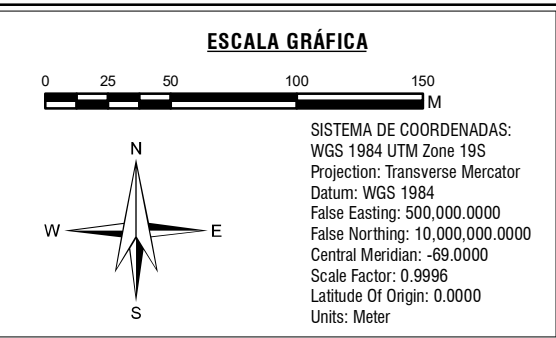 ESCALA GRÁFICA
0 25 50 100 150
M
SISTEMA DE COORDENADAS:
WGS 1984 UTM Zone 19S
Projection: Transverse Mercator
Datum: WGS 1984
False Easting: 500,000.0000
False Northing: 10,000,000.0000
Central Meridian: -69.0000
Scale Factor: 0.9996
Latitude Of Origin: 0.0000
Units: Meter
N
W E
S